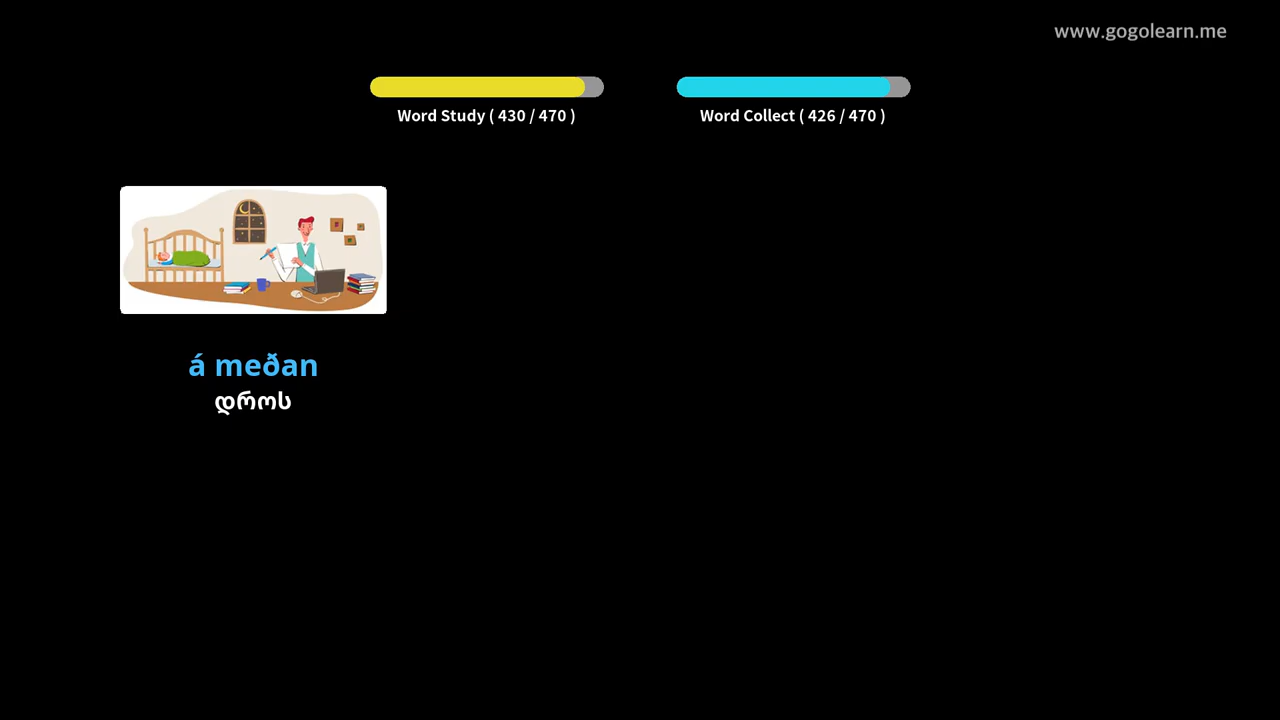 www.gogolearn.me
Word Study ( 430 / 470 )
Word Collect ( 426 / 470 )
á meðan
დროს